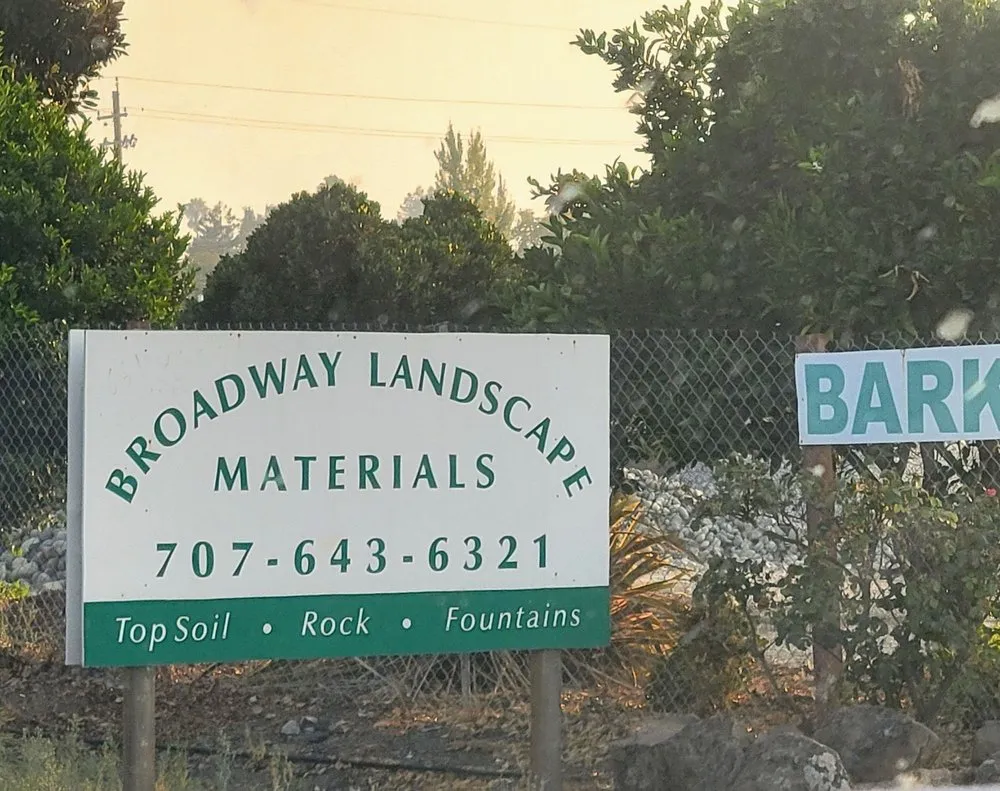 BROADWAY LANDSCAPE
MATERIALS
707-643-6321
Top Soil • Rock • Fountains
BARK